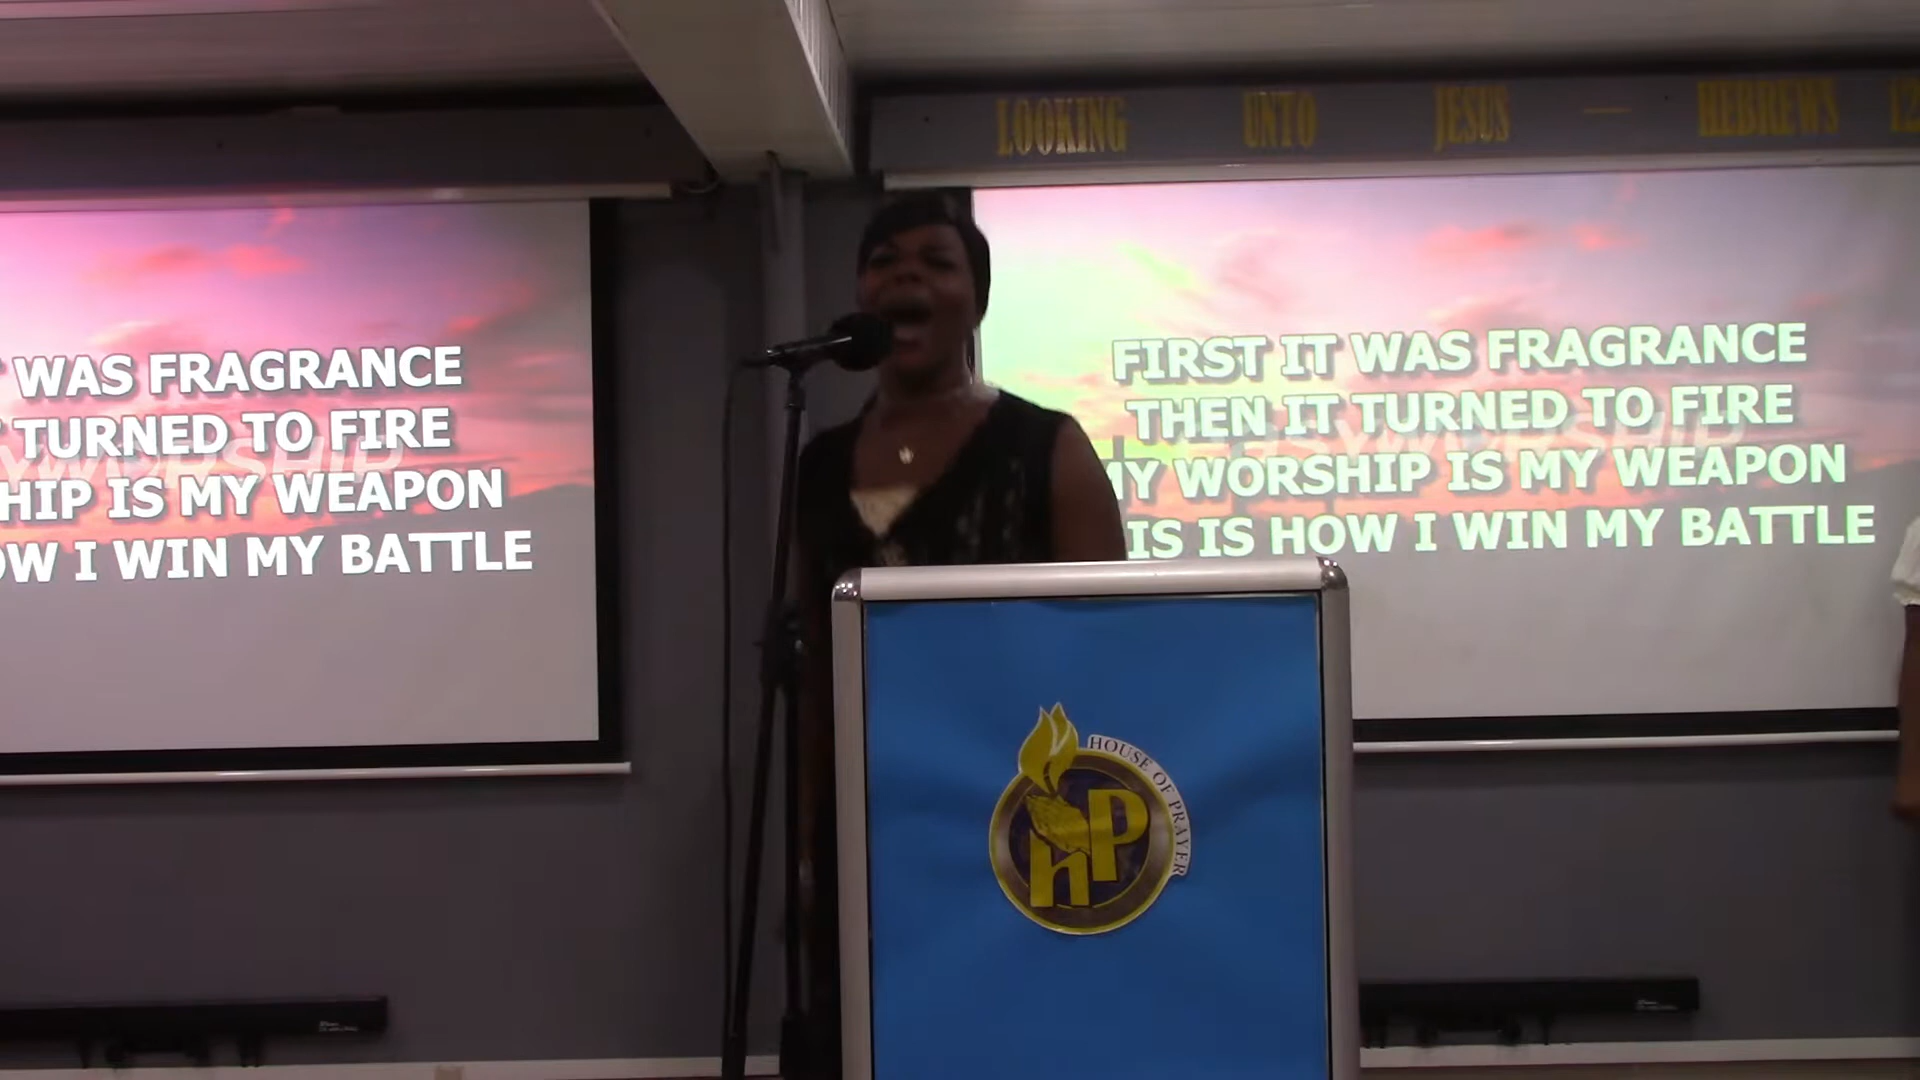 LOOKING UNTO JESUS — HEBREWS 12
WAS FRAGRANCE
TURNED TO FIRE
HIP IS MY WEAPON
OW I WIN MY BATTLE
FIRST IT WAS FRAGRANCE
THEN IT TURNED TO FIRE
MY WORSHIP IS MY WEAPON
IS IS HOW I WIN MY BATTLE
HOUSE OF PRAYER
hP